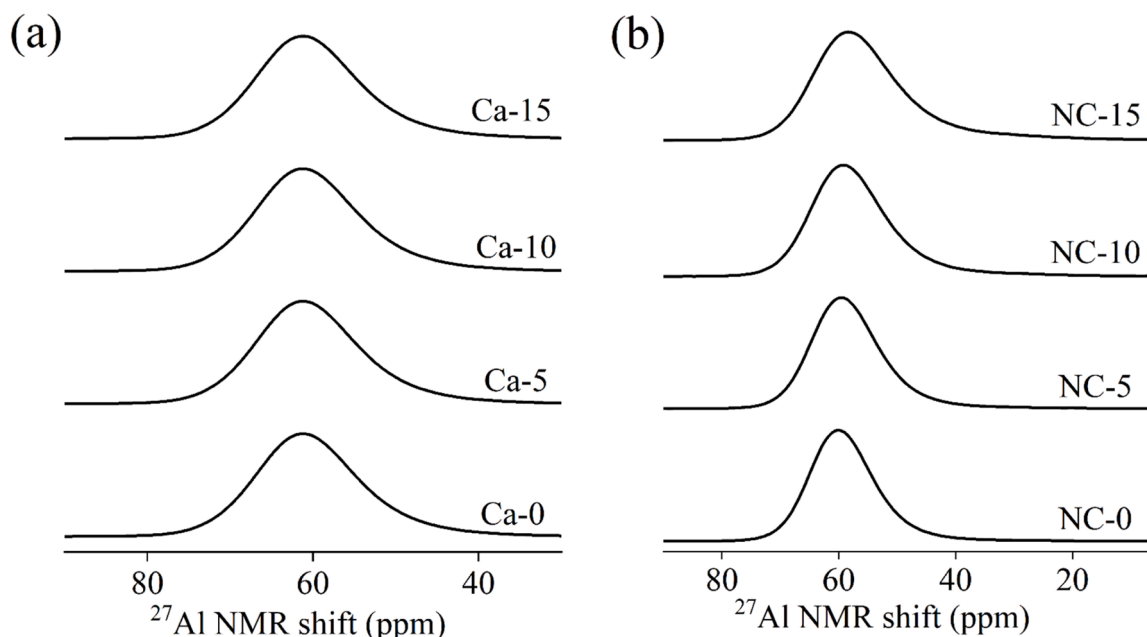 (a)
Ca-15
Ca-10
Ca-5
Ca-0
80 60 40
²⁷Al NMR shift (ppm)
(b)
NC-15
NC-10
NC-5
NC-0
80 60 40 20
²⁷Al NMR shift (ppm)